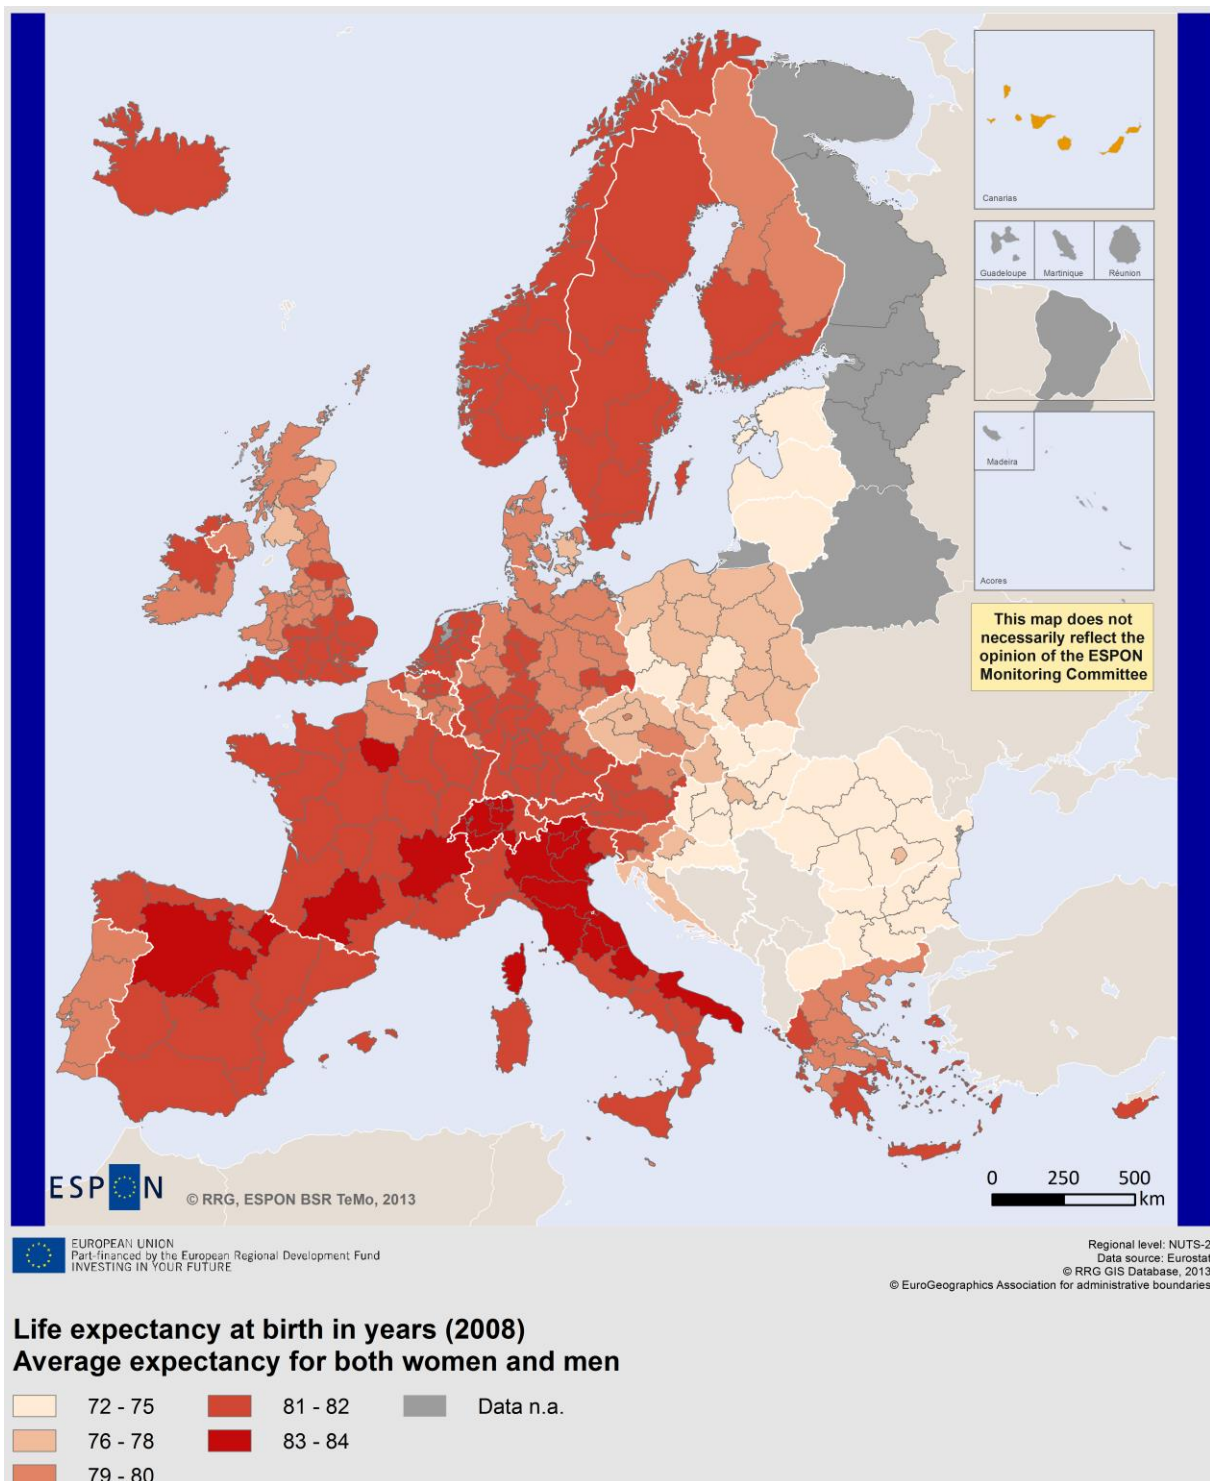 Canarias
Guadeloupe
Martinique
Réunion
Madeira
Acores
This map does not
necessarily reflect the
opinion of the ESPON
Monitoring Committee
ESPON
© RRG, ESPON BSR TeMo, 2013
0 250 500
km
EUROPEAN UNION
Part-financed by the European Regional Development Fund
INVESTING IN YOUR FUTURE
Regional level: NUTS-2
Data source: Eurostat
© RRG GIS Database, 2013
© EuroGeographics Association for administrative boundaries
Life expectancy at birth in years (2008)
Average expectancy for both women and men
72 - 75
76 - 78
79 - 80
81 - 82
83 - 84
Data n.a.